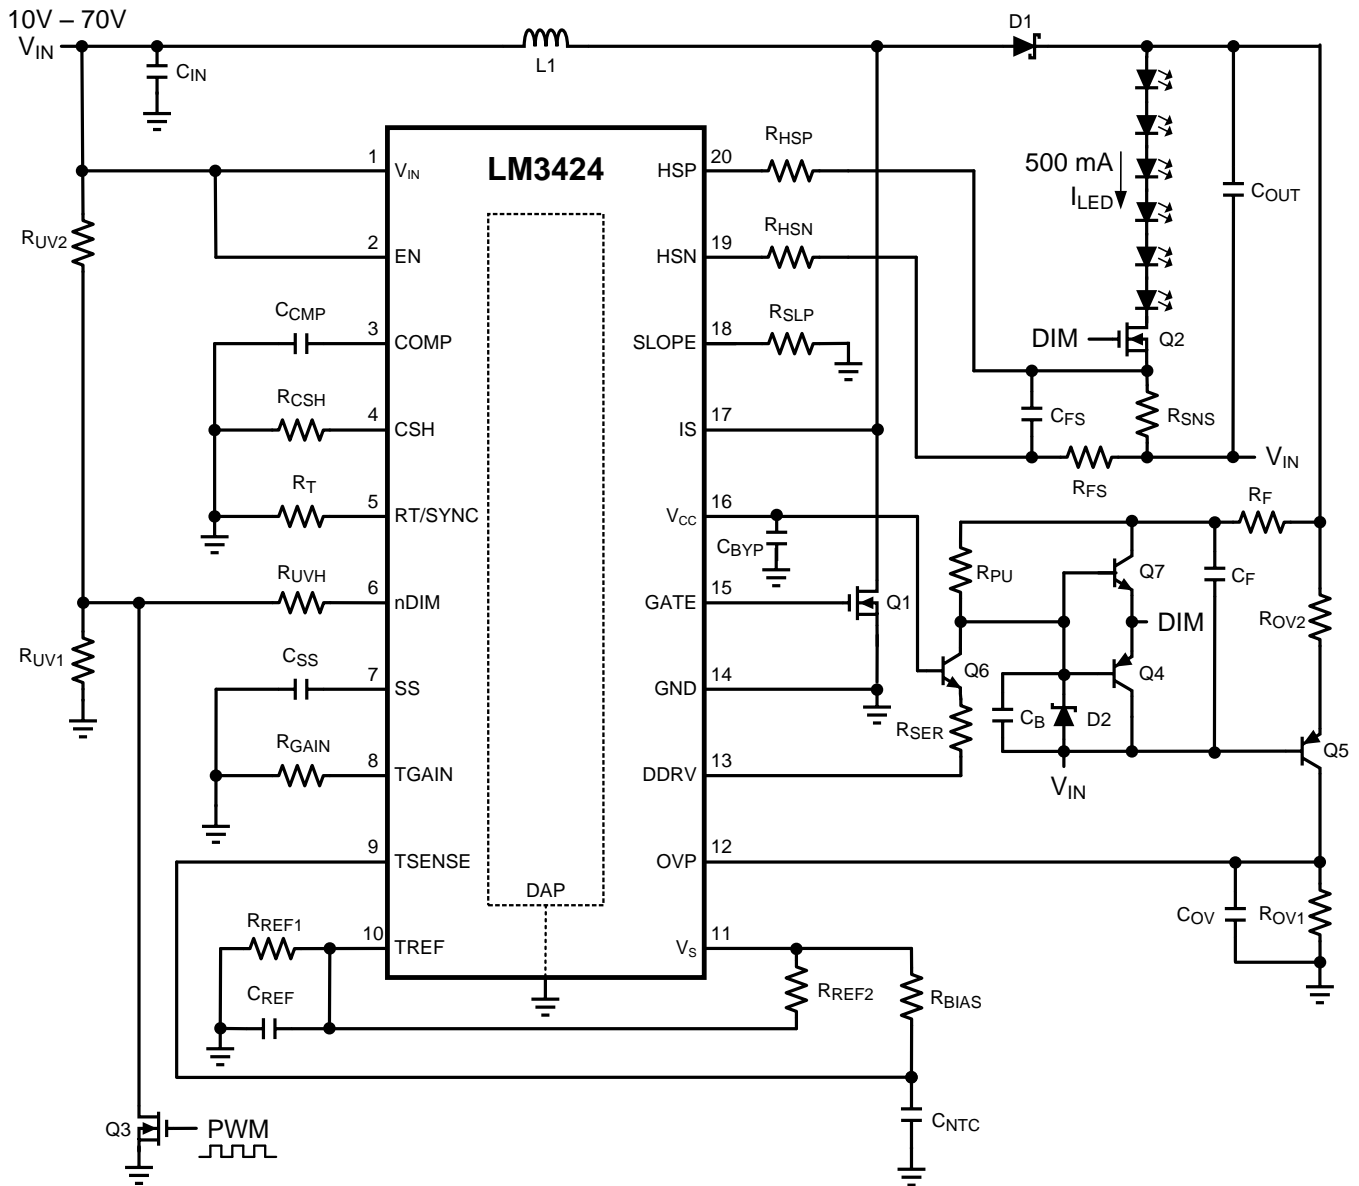 10V – 70V
VIN
CIN
L1
D1
LM3424
1
VIN
2
EN
3
COMP
4
CSH
5
RT/SYNC
6
nDIM
7
SS
8
TGAIN
9
TSENSE
10
TREF
20
HSP
19
HSN
18
SLOPE
17
IS
16
VCC
15
GATE
14
GND
13
DDRV
12
OVP
11
VS
DAP
RUV2
RUV1
CCMP
RCSH
RT
RUVH
CSS
RGAIN
RREF1
CREF
Q3
PWM
RHSP
RHSN
RSLP
CBYP
Q1
500 mA
ILED
COUT
DIM
Q2
CFS
RSNS
RFS
VIN
RF
RPU
Q7
CF
DIM
ROV2
Q6
Q4
RSER
CB
D2
VIN
Q5
COV
ROV1
RREF2
RBIAS
CNTC